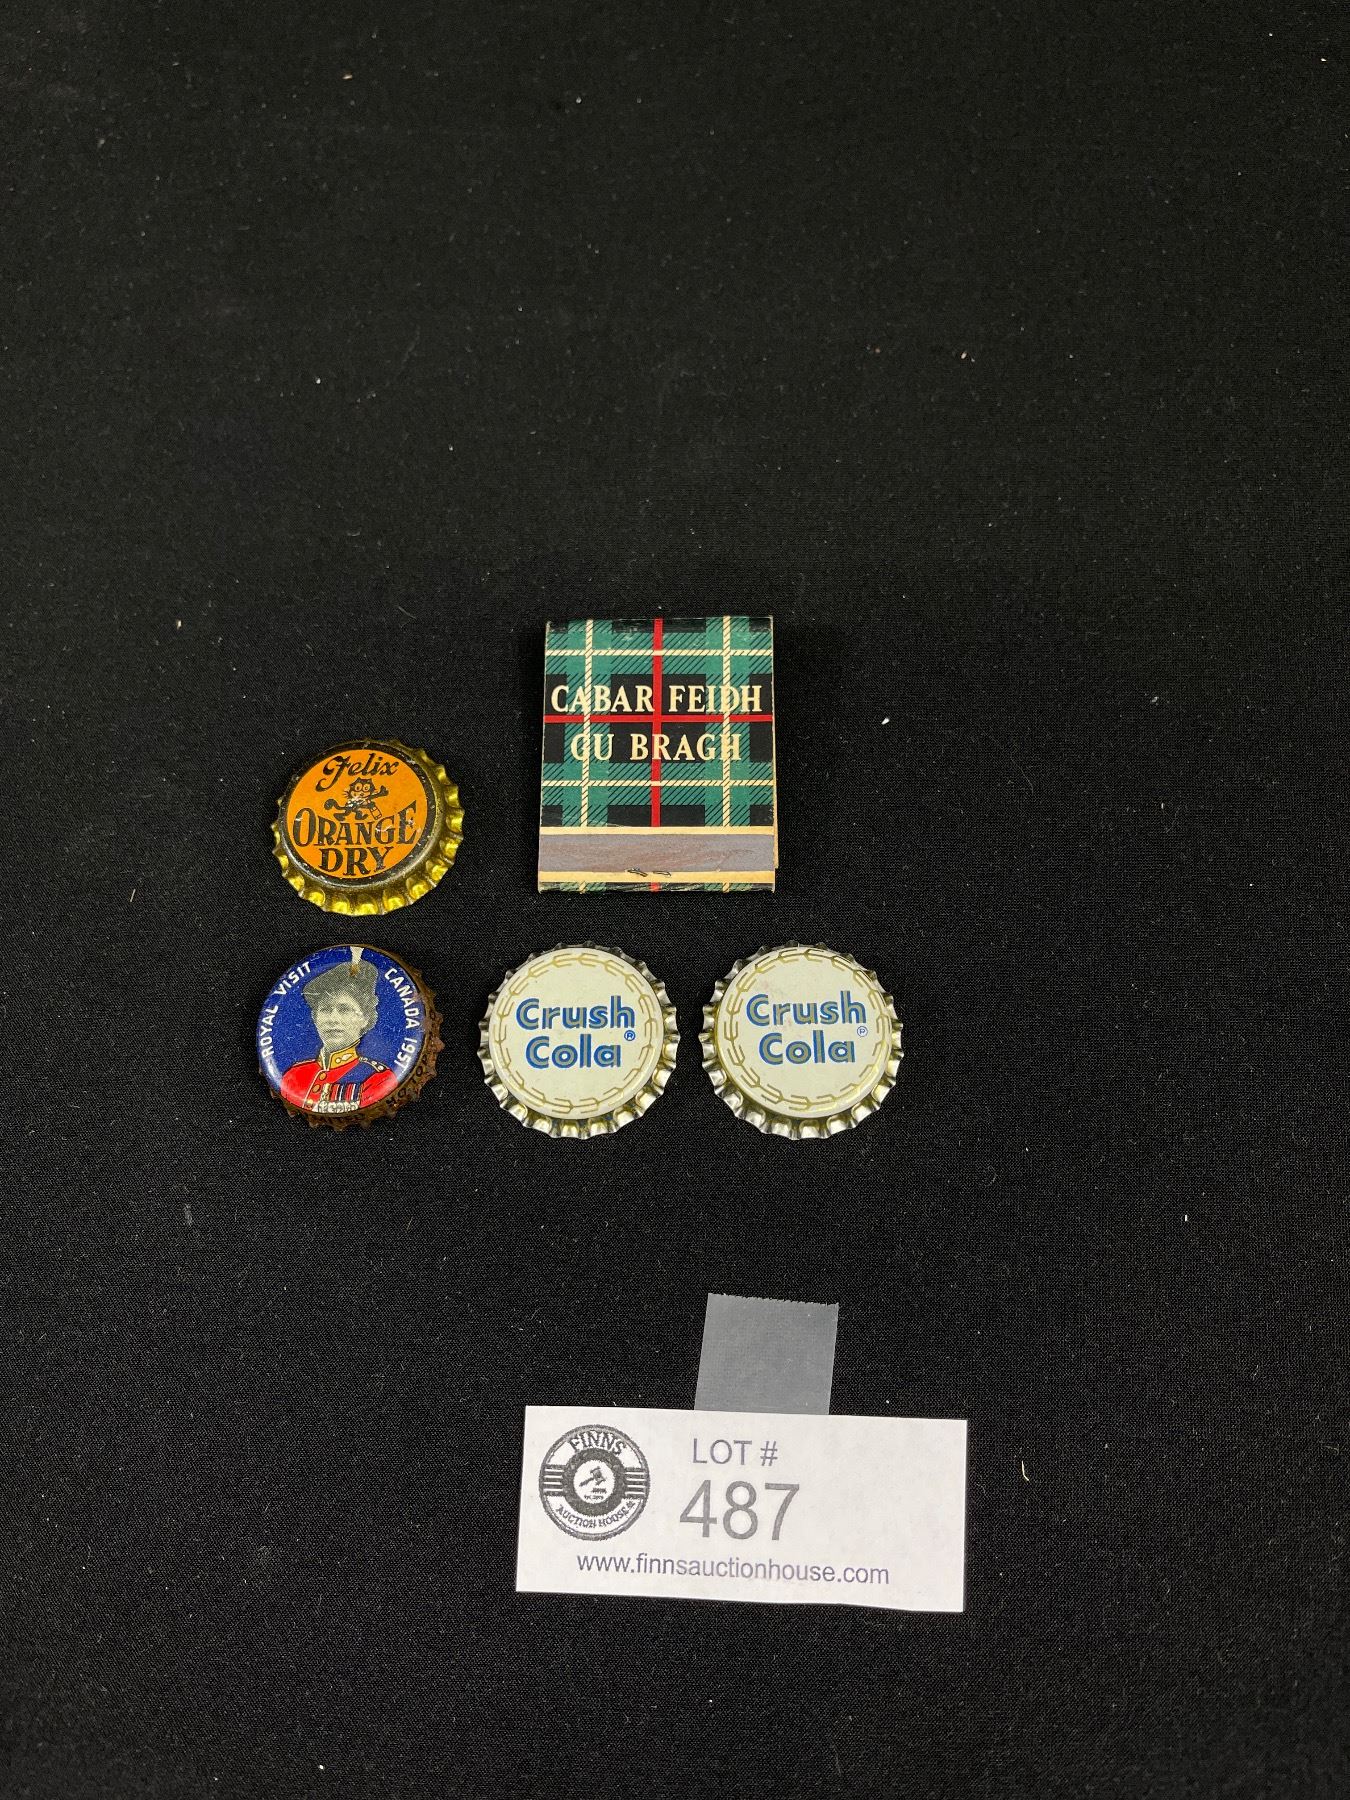 CABAR FEIDH
GU BRAGH
Felix
ORANGE
DRY
ROYAL VISIT CANADA 1951
Crush
Cola®
Crush
Cola Ⓟ
FINNS
AUCTION HOUSE
LOT #
487
www.finnsauctionhouse.com